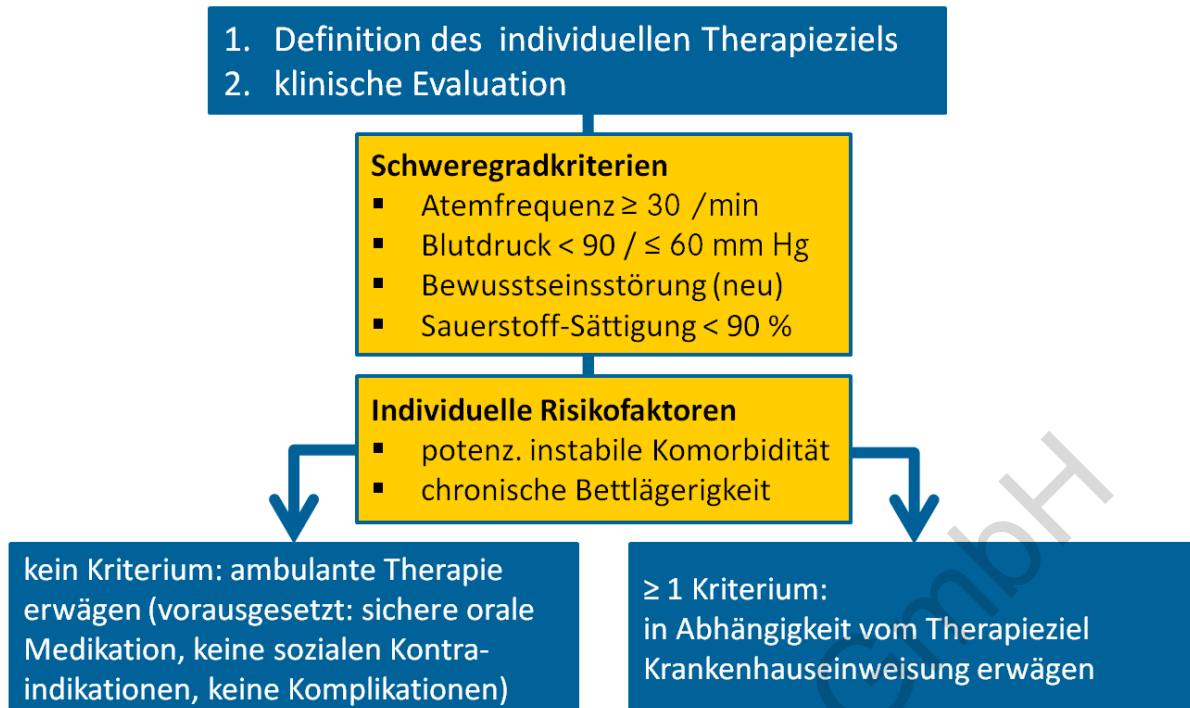 1. Definition des individuellen Therapieziels
2. klinische Evaluation
Schweregradkriterien
▪ Atemfrequenz ≥ 30 /min
▪ Blutdruck < 90 / ≤ 60 mm Hg
▪ Bewusstseinsstörung (neu)
▪ Sauerstoff-Sättigung < 90 %
Individuelle Risikofaktoren
▪ potenz. instabile Komorbidität
▪ chronische Bettlägerigkeit
kein Kriterium: ambulante Therapie
erwägen (vorausgesetzt: sichere orale
Medikation, keine sozialen Kontra-
indikationen, keine Komplikationen)
≥ 1 Kriterium:
in Abhängigkeit vom Therapieziel
Krankenhauseinweisung erwägen
GmbH